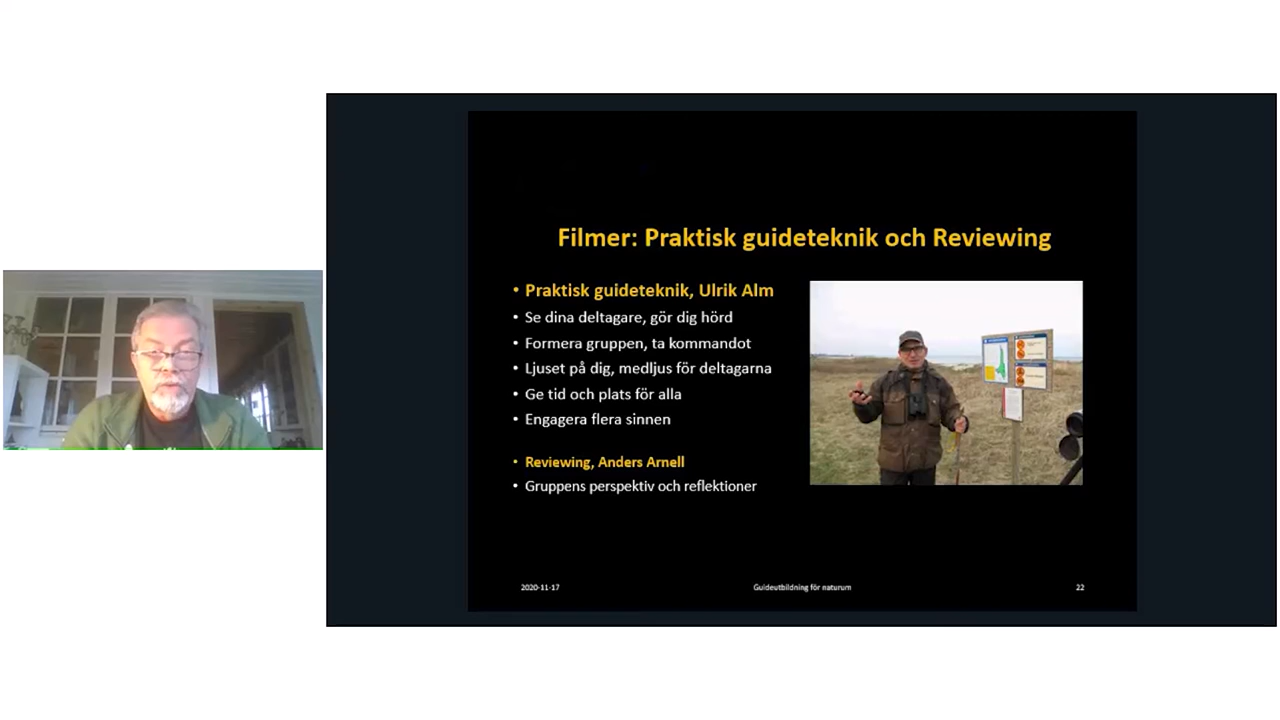 Filmer: Praktisk guideteknik och Reviewing
• Praktisk guideteknik, Ulrik Alm
• Se dina deltagare, gör dig hörd
• Formera gruppen, ta kommandot
• Ljuset på dig, medljus för deltagarna
• Ge tid och plats för alla
• Engagera flera sinnen
• Reviewing, Anders Arnell
• Gruppens perspektiv och reflektioner
2020-11-17
Guideutbildning för naturum
22